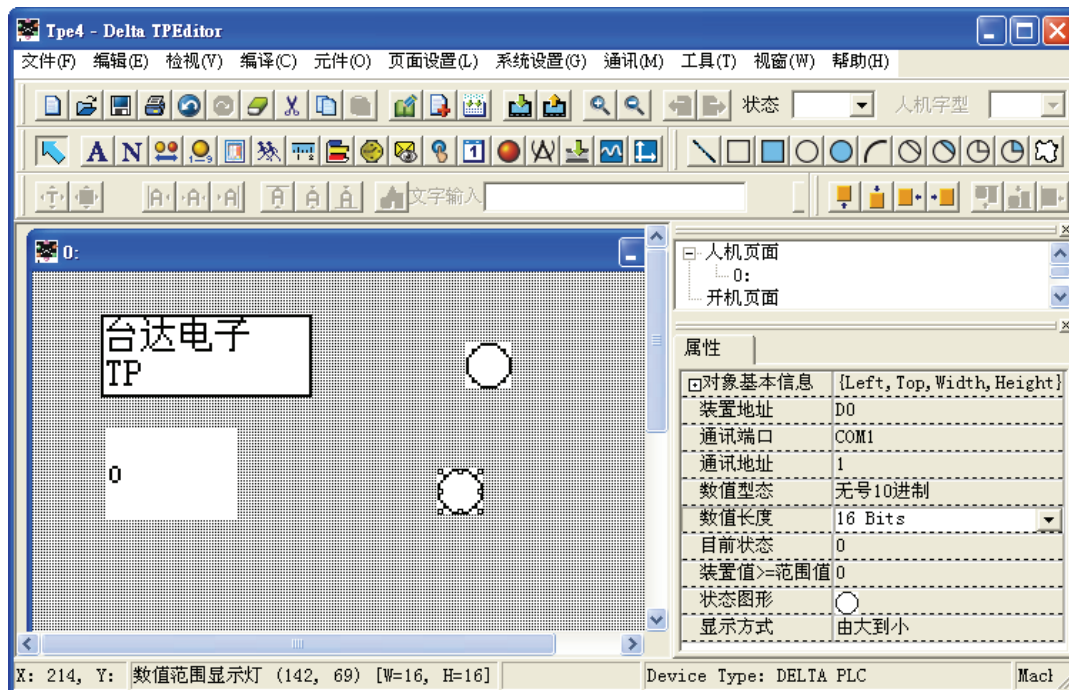 Tpe4 - Delta TPEditor
文件(F) 编辑(E) 检视(V) 编译(C) 元件(O) 页面设置(L) 系统设置(G) 通讯(M) 工具(T) 视窗(W) 帮助(H)
状态 人机字型
A N
文字输入
0:
台达电子
TP
0
人机页面
0:
开机页面
属性
对象基本信息 {Left, Top, Width, Height}
装置地址 D0
通讯端口 COM1
通讯地址 1
数值型态 无号10进制
数值长度 16 Bits
目前状态 0
装置值>=范围值 0
状态图形
显示方式 由大到小
X: 214, Y: 数值范围显示灯 (142, 69) [W=16, H=16] Device Type: DELTA PLC